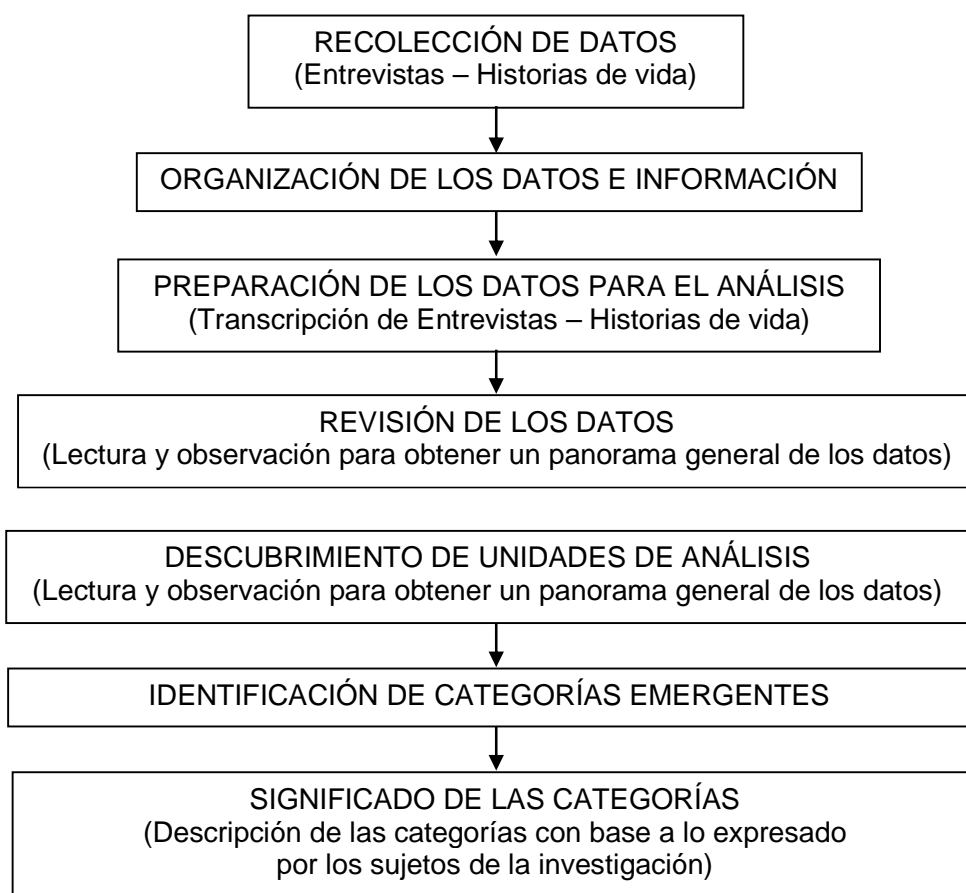 RECOLECCIÓN DE DATOS
(Entrevistas – Historias de vida)
ORGANIZACIÓN DE LOS DATOS E INFORMACIÓN
PREPARACIÓN DE LOS DATOS PARA EL ANÁLISIS
(Transcripción de Entrevistas – Historias de vida)
REVISIÓN DE LOS DATOS
(Lectura y observación para obtener un panorama general de los datos)
DESCUBRIMIENTO DE UNIDADES DE ANÁLISIS
(Lectura y observación para obtener un panorama general de los datos)
IDENTIFICACIÓN DE CATEGORÍAS EMERGENTES
SIGNIFICADO DE LAS CATEGORÍAS
(Descripción de las categorías con base a lo expresado
por los sujetos de la investigación)